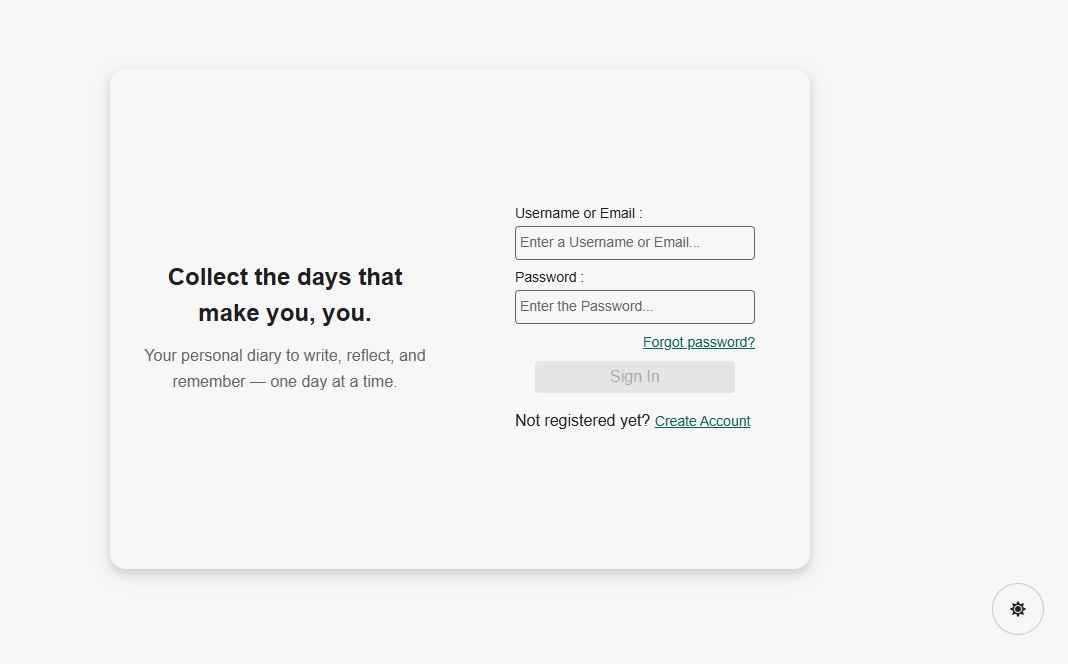 Collect the days that
make you, you.
Your personal diary to write, reflect, and
remember — one day at a time.
Username or Email :
Enter a Username or Email...
Password :
Enter the Password...
Forgot password?
Sign In
Not registered yet? Create Account